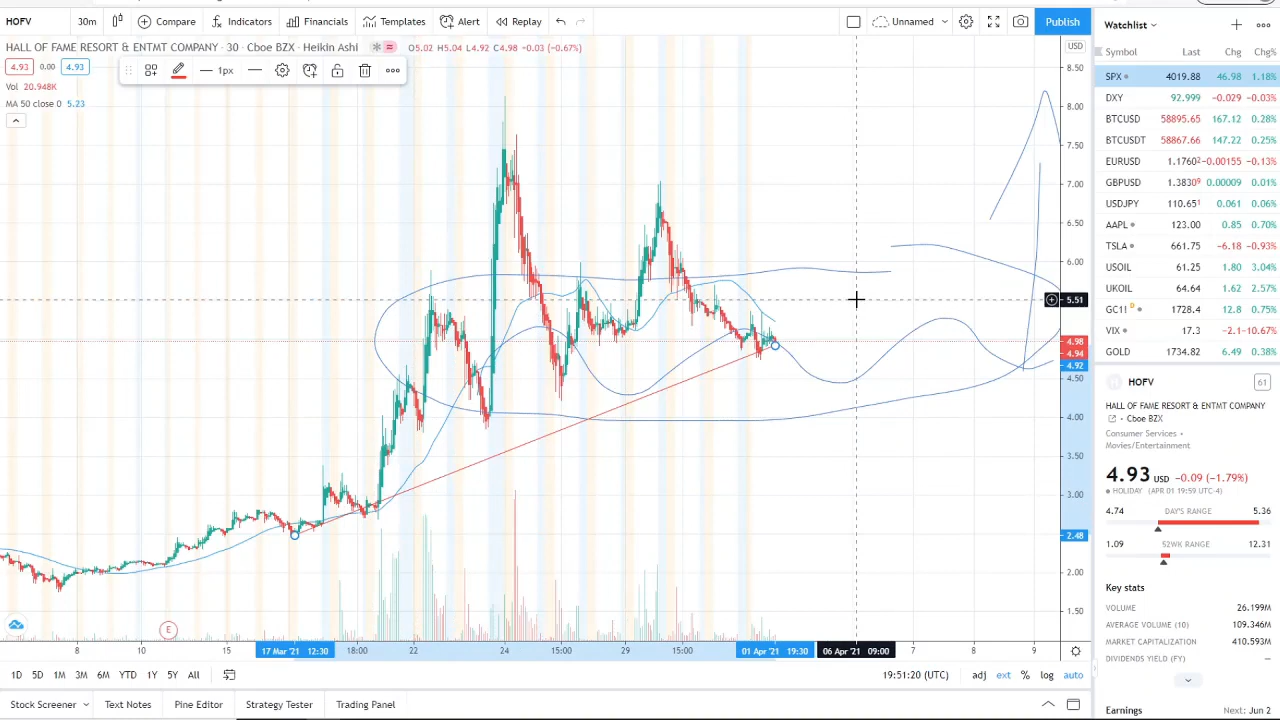 HOFV 30m Compare Indicators Financials Templates Alert Replay Unnamed Publish
HALL OF FAME RESORT & ENTMT COMPANY · 30 · Cboe BZX · Heikin Ashi O5.02 H5.04 L4.92 C4.98 −0.03 (−0.67%)
4.93 0.00 4.93
1px
Vol 20.948K
MA 50 close 0 5.23
USD
8.50
8.00
7.50
7.00
6.50
6.00
5.51
4.98
4.94
4.92
4.50
4.00
3.50
3.00
2.48
2.00
1.50
E
8 10 15 17 Mar '21 12:30 18:00 22 24 15:00 29 15:00 01 Apr '21 19:30 06 Apr '21 09:00 7 8 9
1D 5D 1M 3M 6M YTD 1Y 5Y All 19:51:20 (UTC) adj ext % log auto
Stock Screener Text Notes Pine Editor Strategy Tester Trading Panel
Watchlist
Symbol Last Chg Chg%
SPX 4019.88 46.98 1.18%
DXY 92.999 −0.029 −0.03%
BTCUSD 58895.65 167.12 0.28%
BTCUSDT 58867.66 147.22 0.25%
EURUSD 1.17602 −0.00155 −0.13%
GBPUSD 1.38309 0.00009 0.01%
USDJPY 110.651 0.061 0.06%
AAPL 123.00 0.85 0.70%
TSLA 661.75 −6.18 −0.93%
USOIL 61.25 1.80 3.04%
UKOIL 64.64 1.62 2.57%
GC1! D 1728.4 12.8 0.75%
VIX 17.3 −2.1 −10.67%
GOLD 1734.82 6.49 0.38%
HOFV 61
HALL OF FAME RESORT & ENTMT COMPANY
· Cboe BZX
Consumer Services •
Movies/Entertainment
4.93 USD −0.09 (−1.79%)
HOLIDAY (APR 01 19:59 UTC-4)
4.74 DAY'S RANGE 5.36
1.09 52WK RANGE 12.31
Key stats
VOLUME 26.199M
AVERAGE VOLUME (10) 109.346M
MARKET CAPITALIZATION 410.593M
DIVIDENDS YIELD (FY) —
Earnings Next: Jun 2